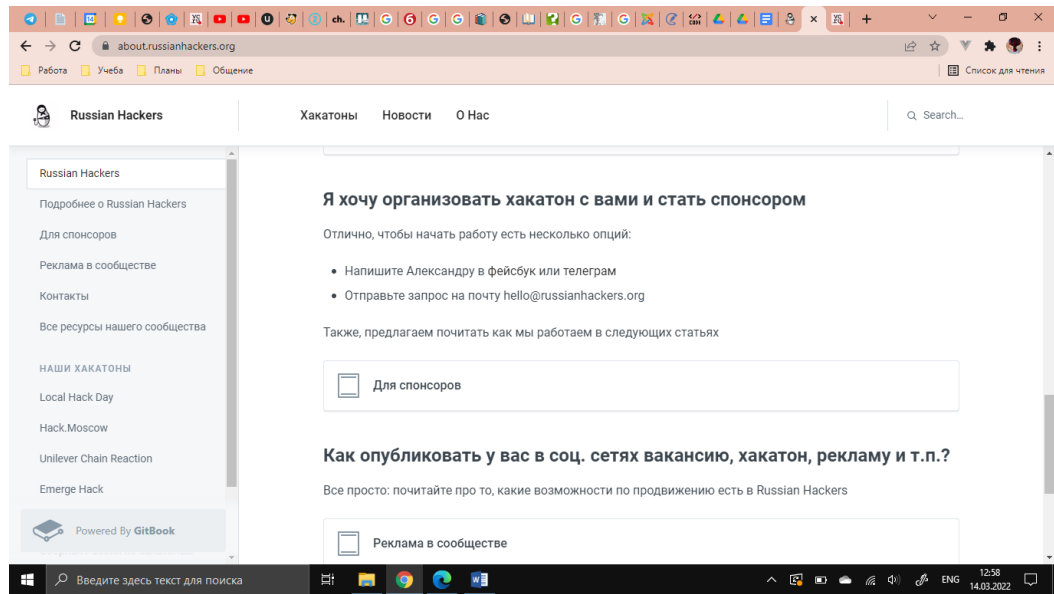 ch.
about.russianhackers.org
Работа Учеба Планы Общение Список для чтения
Russian Hackers Хакатоны Новости О Нас Search...
Russian Hackers
Подробнее о Russian Hackers
Для спонсоров
Реклама в сообществе
Контакты
Все ресурсы нашего сообщества
НАШИ ХАКАТОНЫ
Local Hack Day
Hack.Moscow
Unilever Chain Reaction
Emerge Hack
Powered By GitBook
Я хочу организовать хакатон с вами и стать спонсором
Отлично, чтобы начать работу есть несколько опций:
Напишите Александру в фейсбук или телеграм
Отправьте запрос на почту hello@russianhackers.org
Также, предлагаем почитать как мы работаем в следующих статьях
Для спонсоров
Как опубликовать у вас в соц. сетях вакансию, хакатон, рекламу и т.п.?
Все просто: почитайте про то, какие возможности по продвижению есть в Russian Hackers
Реклама в сообществе
Введите здесь текст для поиска
ENG
12:58
14.03.2022